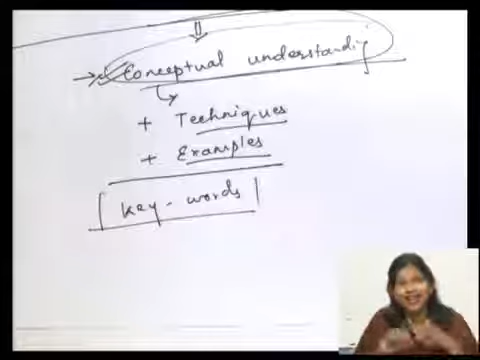 Conceptual understanding
+ Techniques
+ Examples
Key-words